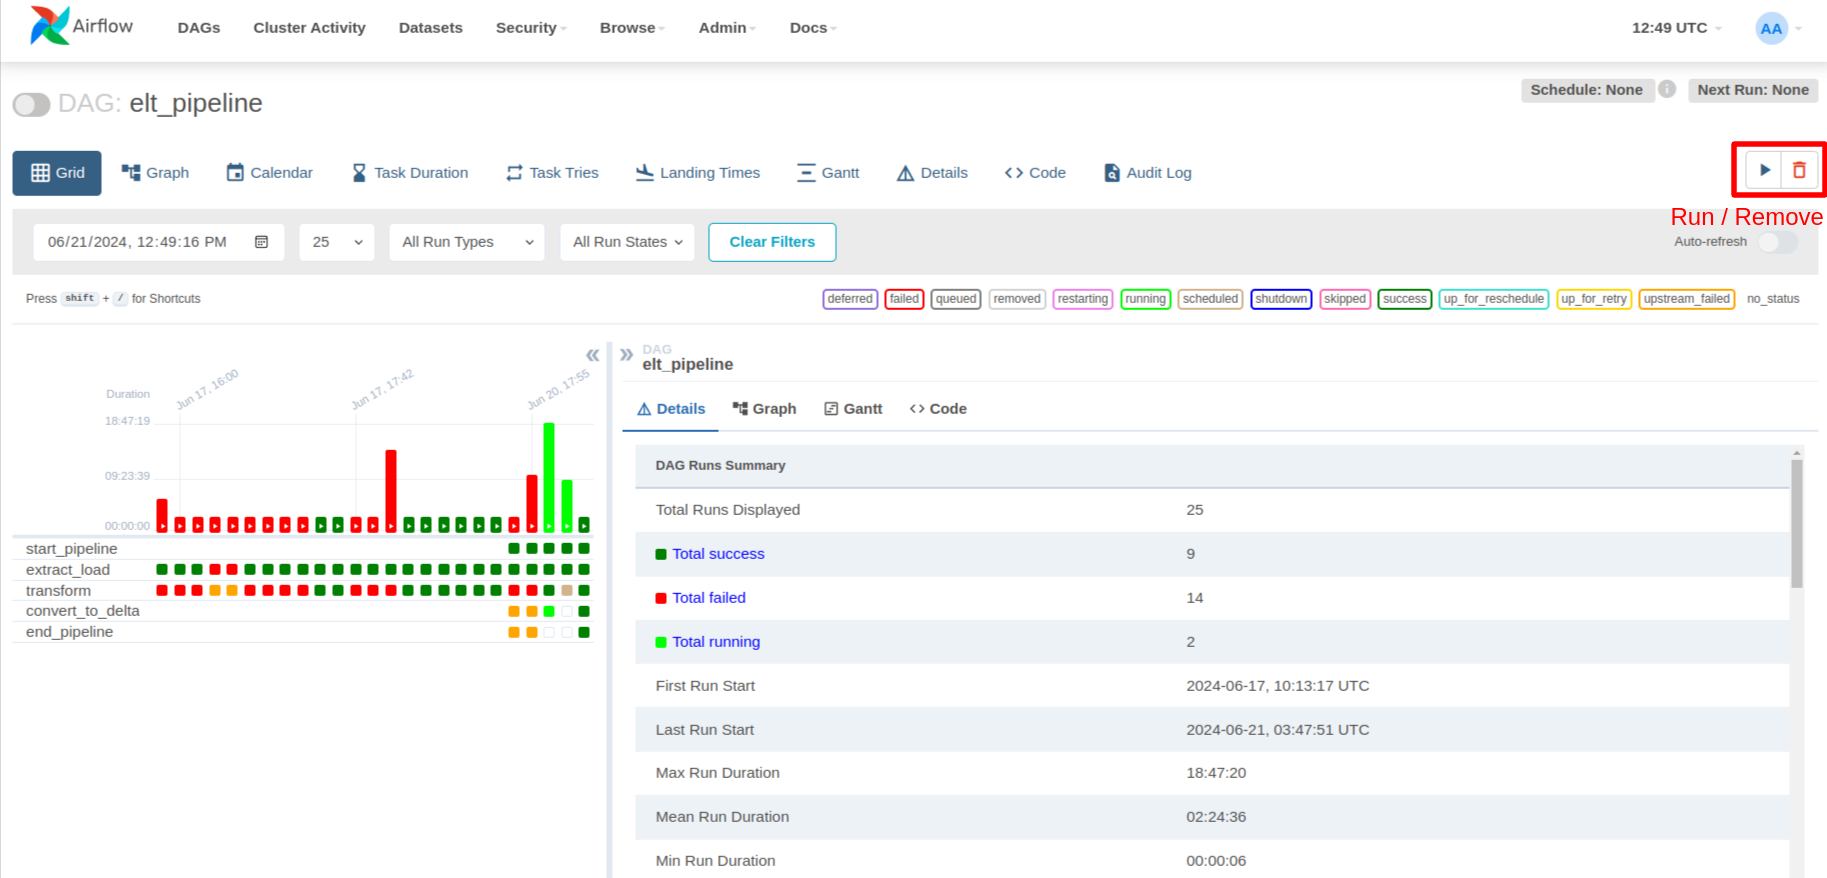 Airflow DAGs Cluster Activity Datasets Security Browse Admin Docs 12:49 UTC AA
DAG: elt_pipeline Schedule: None i Next Run: None
Grid Graph Calendar Task Duration Task Tries Landing Times Gantt Details Code Audit Log
Run / Remove
06/21/2024, 12:49:16 PM 25 All Run Types All Run States Clear Filters Auto-refresh
Press shift + / for Shortcuts deferred failed queued removed restarting running scheduled shutdown skipped success up_for_reschedule up_for_retry upstream_failed no_status
DAG
elt_pipeline
Jun 17, 16:00 Jun 17, 17:42 Jun 20, 17:55
Duration
18:47:19
09:23:39
00:00:00
start_pipeline
extract_load
transform
convert_to_delta
end_pipeline
Details Graph Gantt Code
DAG Runs Summary
Total Runs Displayed 25
Total success 9
Total failed 14
Total running 2
First Run Start 2024-06-17, 10:13:17 UTC
Last Run Start 2024-06-21, 03:47:51 UTC
Max Run Duration 18:47:20
Mean Run Duration 02:24:36
Min Run Duration 00:00:06